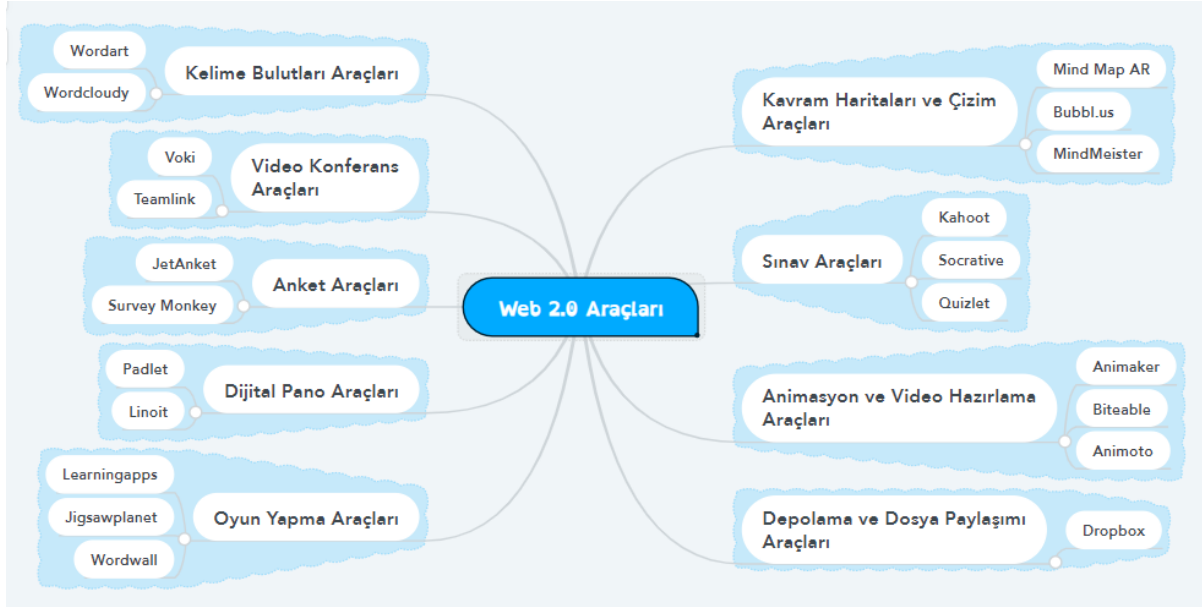 Web 2.0 Araçları
Kelime Bulutları Araçları
Wordart
Wordcloudy
Video Konferans
Araçları
Voki
Teamlink
Anket Araçları
JetAnket
Survey Monkey
Dijital Pano Araçları
Padlet
Linoit
Oyun Yapma Araçları
Learningapps
Jigsawplanet
Wordwall
Kavram Haritaları ve Çizim
Araçları
Mind Map AR
Bubbl.us
MindMeister
Sınav Araçları
Kahoot
Socrative
Quizlet
Animasyon ve Video Hazırlama
Araçları
Animaker
Biteable
Animoto
Depolama ve Dosya Paylaşımı
Araçları
Dropbox